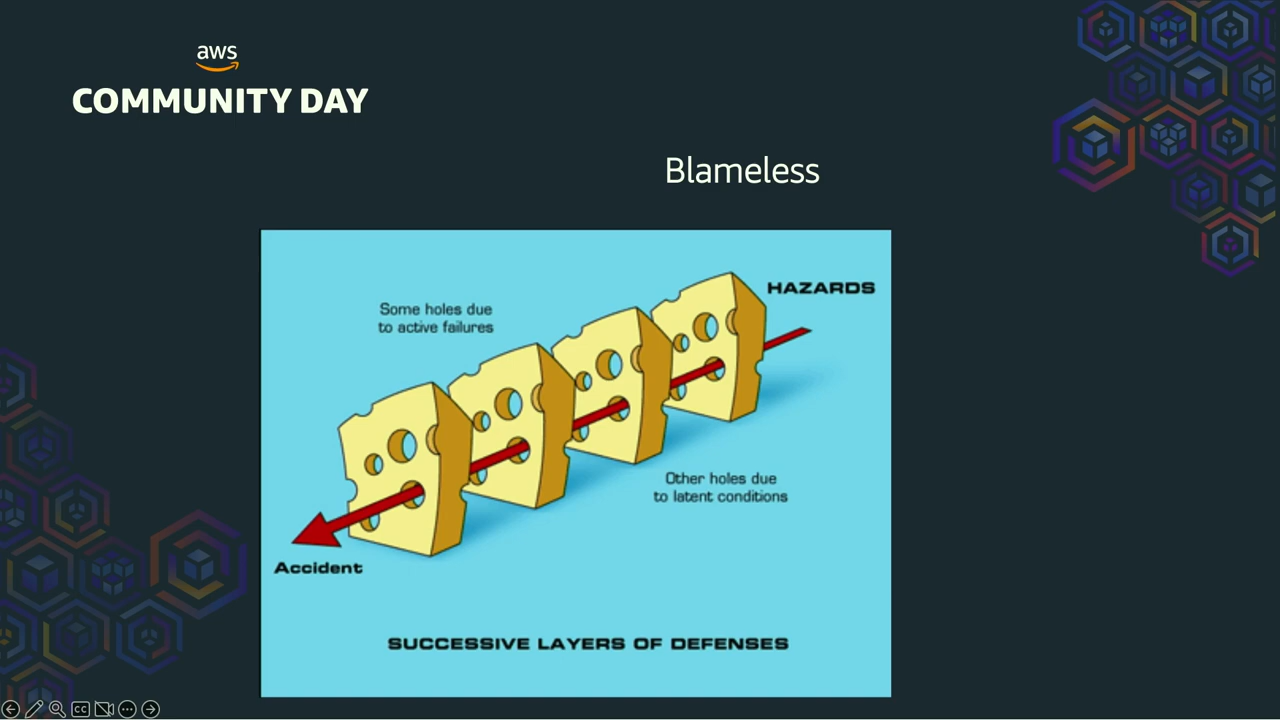 aws
COMMUNITY DAY
Blameless
HAZARDS
Some holes due
to active failures
Other holes due
to latent conditions
Accident
SUCCESSIVE LAYERS OF DEFENSES
CC